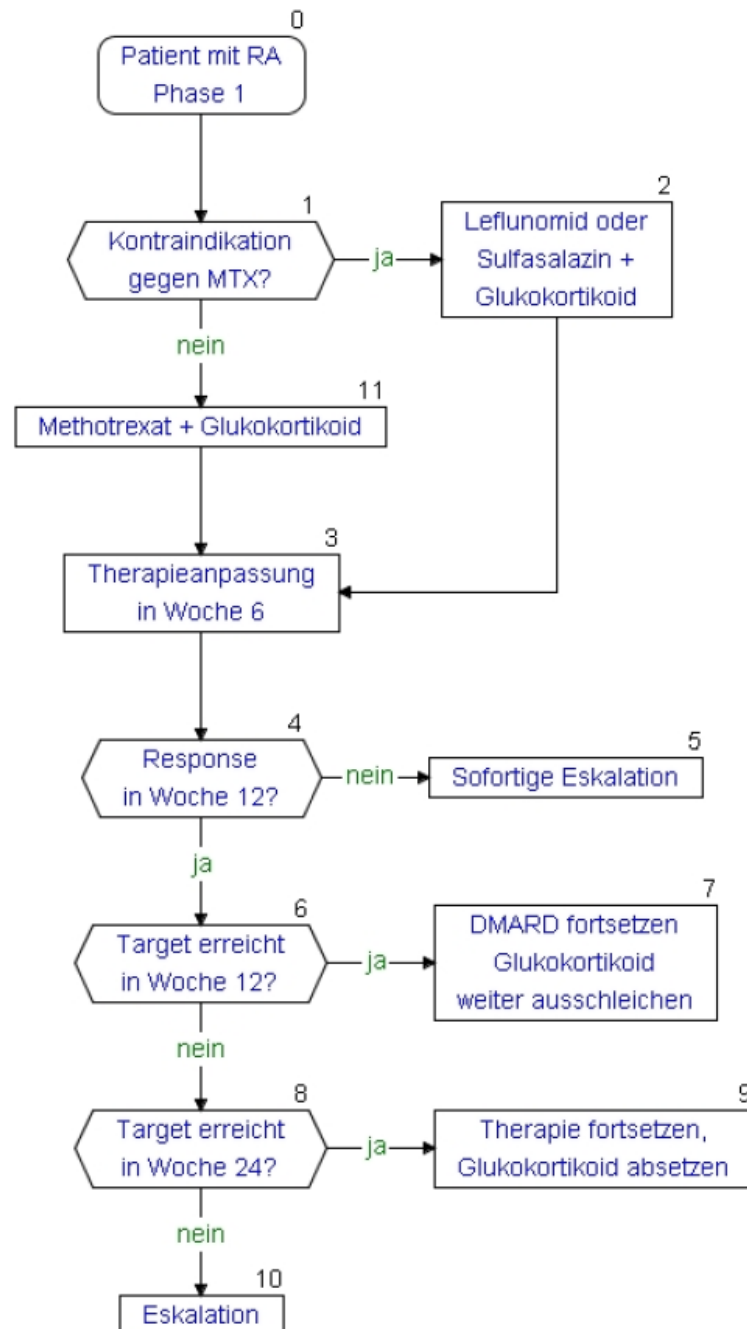 0
Patient mit RA
Phase 1
1
Kontraindikation
gegen MTX?
ja
2
Leflunomid oder
Sulfasalazin +
Glukokortikoid
nein
11
Methotrexat + Glukokortikoid
3
Therapieanpassung
in Woche 6
4
Response
in Woche 12?
nein
5
Sofortige Eskalation
ja
6
Target erreicht
in Woche 12?
ja
7
DMARD fortsetzen
Glukokortikoid
weiter ausschleichen
nein
8
Target erreicht
in Woche 24?
ja
9
Therapie fortsetzen,
Glukokortikoid absetzen
nein
10
Eskalation